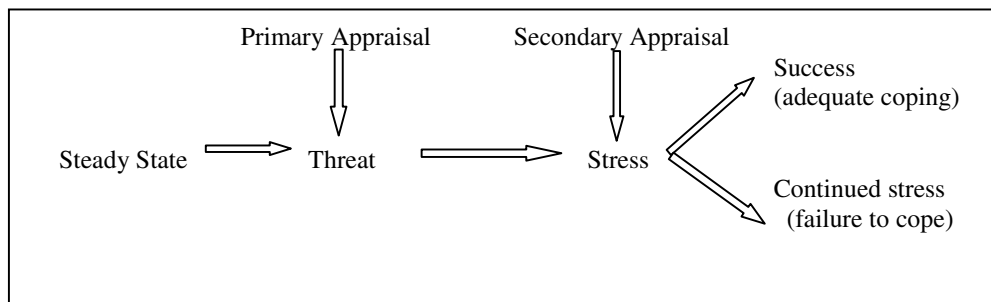 Primary Appraisal
Secondary Appraisal
Success
(adequate coping)
Steady State
Threat
Stress
Continued stress
(failure to cope)